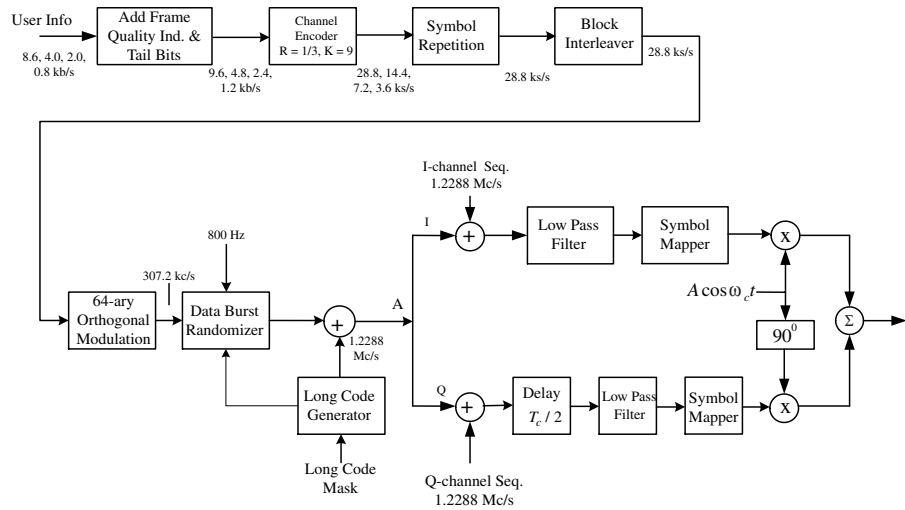 User Info
8.6, 4.0, 2.0,
0.8 kb/s
Add Frame
Quality Ind. &
Tail Bits
9.6, 4.8, 2.4,
1.2 kb/s
Channel
Encoder
R = 1/3, K = 9
28.8, 14.4,
7.2, 3.6 ks/s
Symbol
Repetition
28.8 ks/s
Block
Interleaver
28.8 ks/s
64-ary
Orthogonal
Modulation
307.2 kc/s
800 Hz
Data Burst
Randomizer
+
1.2288
Mc/s
Long Code
Generator
Long Code
Mask
A
I
I-channel Seq.
1.2288 Mc/s
+
Low Pass
Filter
Symbol
Mapper
X
A cos ω_c t
90⁰
Σ
Q
+
Q-channel Seq.
1.2288 Mc/s
Delay
T_c / 2
Low Pass
Filter
Symbol
Mapper
X